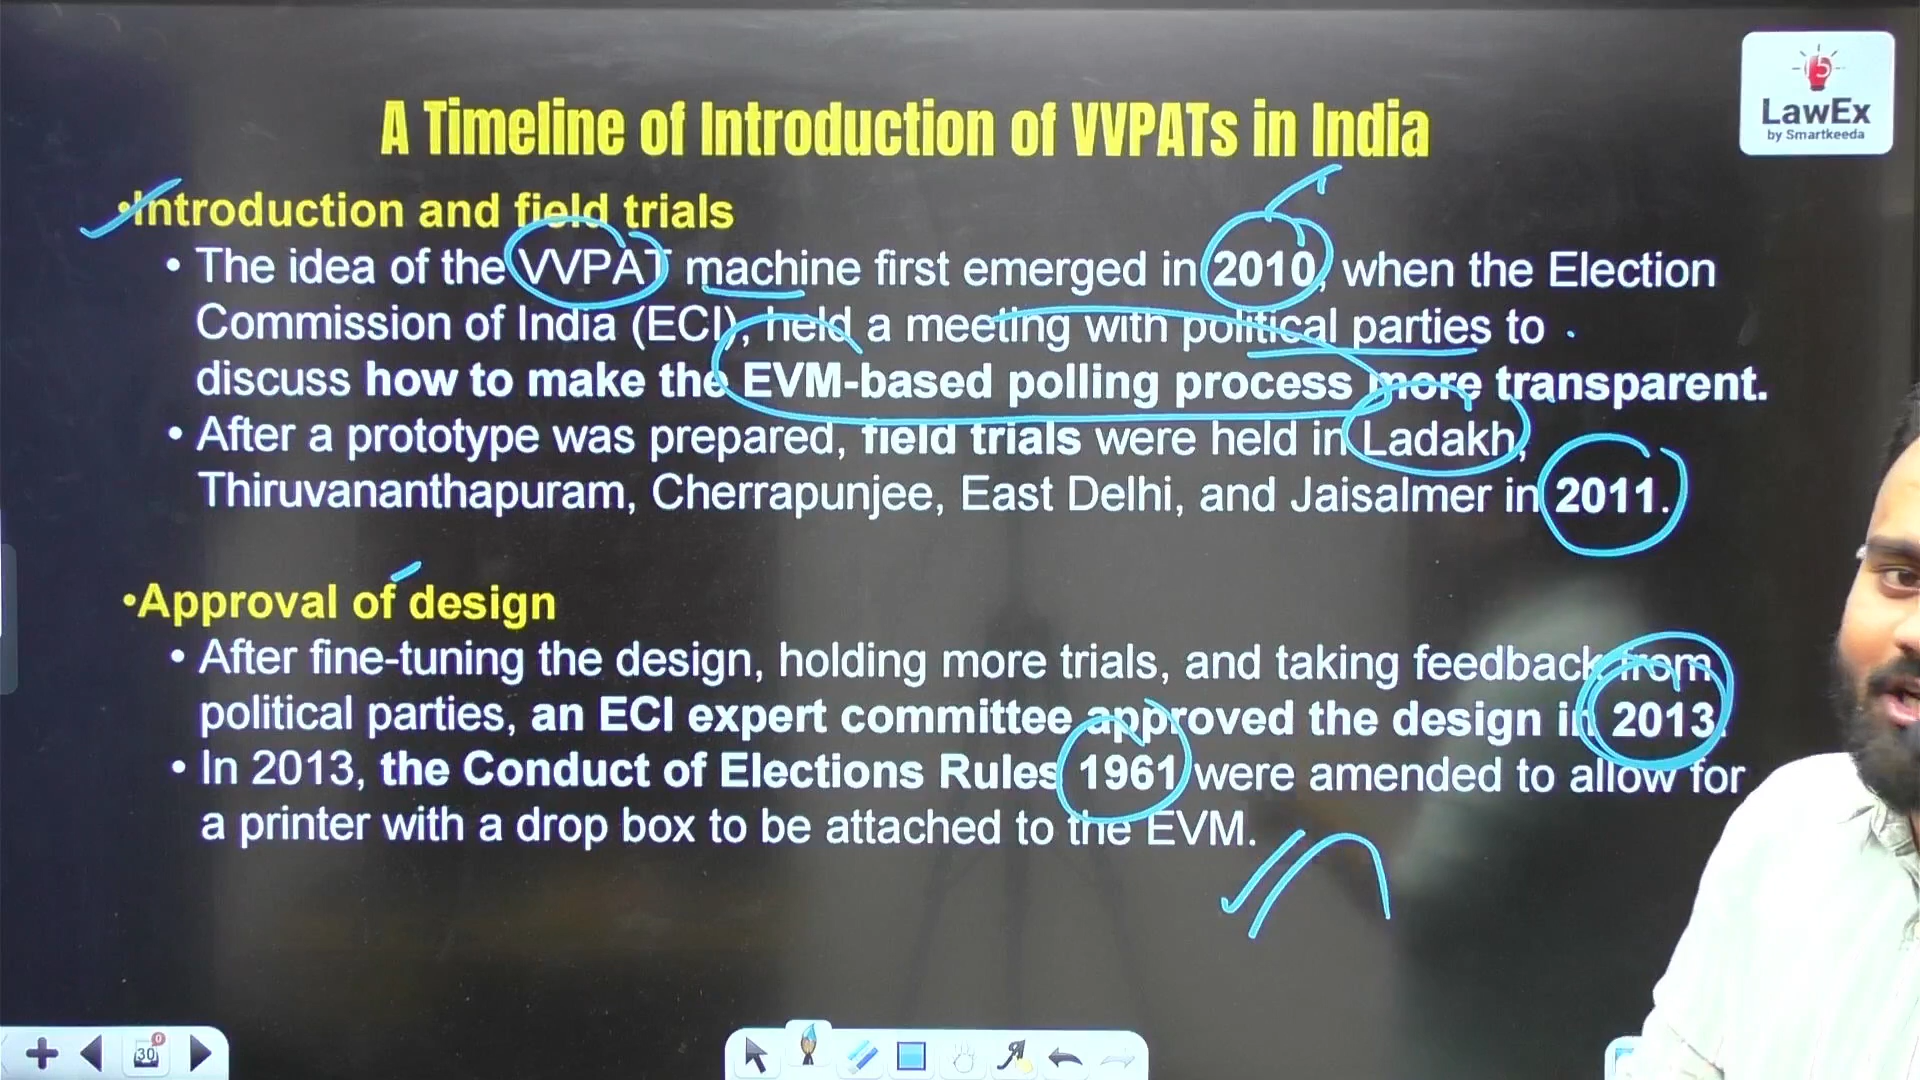 LawEx
by Smartkeeda
A Timeline of Introduction of VVPATs in India
•Introduction and field trials
• The idea of the VVPAT machine first emerged in 2010, when the Election
Commission of India (ECI), held a meeting with political parties to
discuss how to make the EVM-based polling process more transparent.
• After a prototype was prepared, field trials were held in Ladakh,
Thiruvananthapuram, Cherrapunjee, East Delhi, and Jaisalmer in 2011.
•Approval of design
• After fine-tuning the design, holding more trials, and taking feedback from
political parties, an ECI expert committee approved the design in 2013.
• In 2013, the Conduct of Elections Rules 1961 were amended to allow for
a printer with a drop box to be attached to the EVM.
30
0